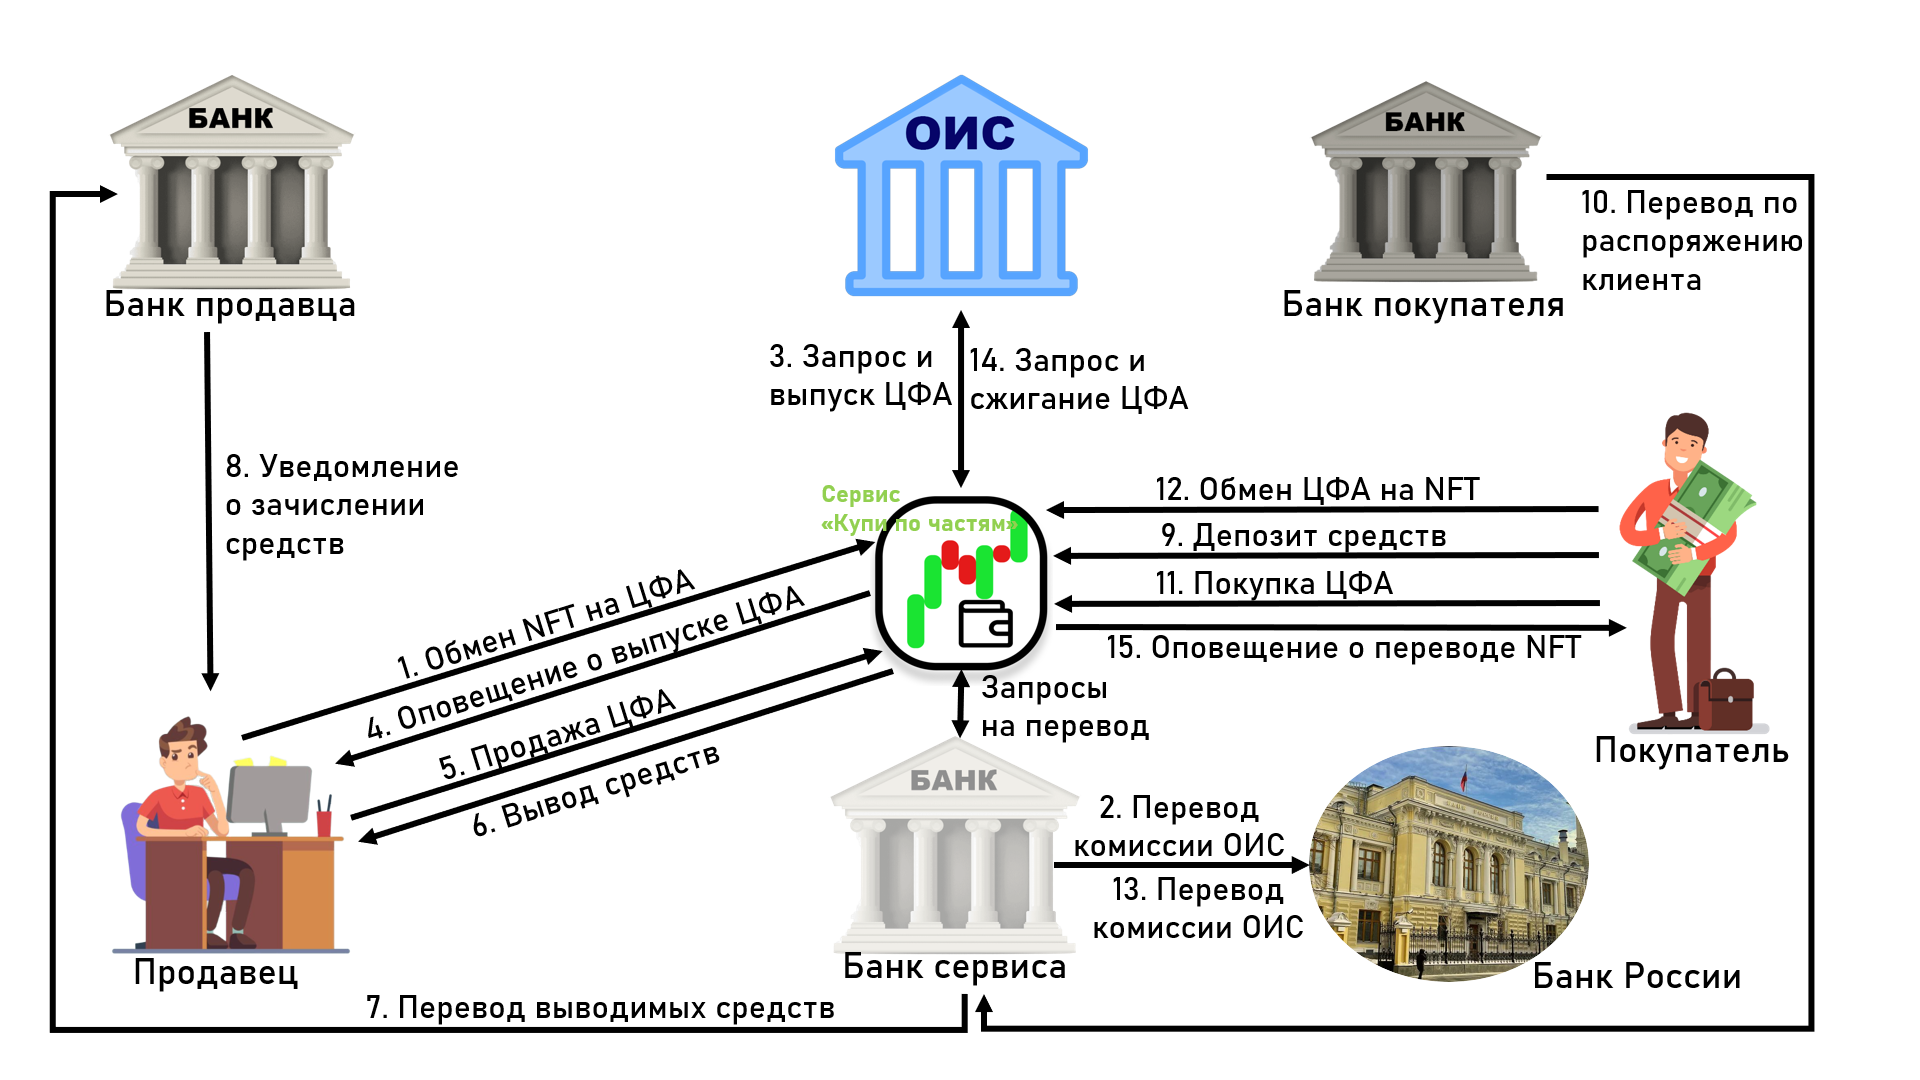 БАНК
Банк продавца
ОИС
БАНК
Банк покупателя
10. Перевод по
распоряжению
клиента
3. Запрос и
выпуск ЦФА
14. Запрос и
сжигание ЦФА
8. Уведомление
о зачислении
средств
Сервис
«Купи по частям»
12. Обмен ЦФА на NFT
9. Депозит средств
11. Покупка ЦФА
15. Оповещение о переводе NFT
1. Обмен NFT на ЦФА
4. Оповещение о выпуске ЦФА
5. Продажа ЦФА
6. Вывод средств
Запросы
на перевод
Покупатель
БАНК
2. Перевод
комиссии ОИС
13. Перевод
комиссии ОИС
Продавец
Банк сервиса
Банк России
7. Перевод выводимых средств